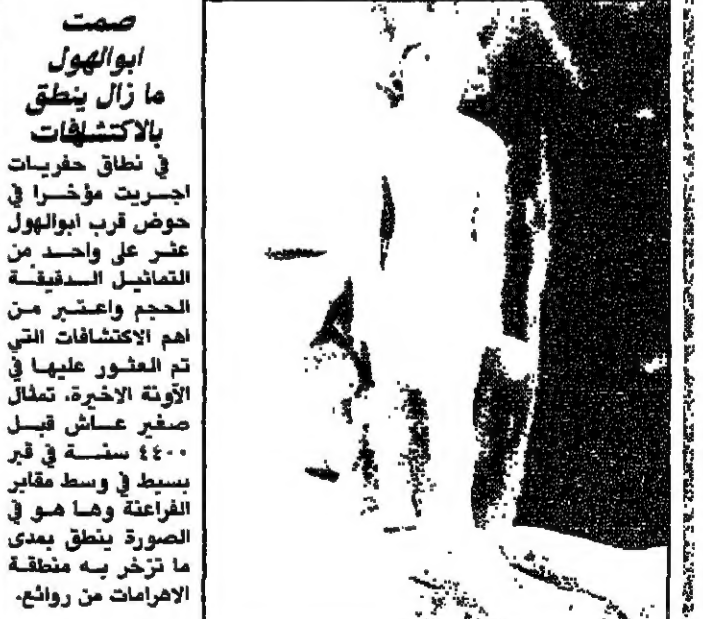 صمت
ابوالهول
ما زال ينطق
بالاكتشافات
في نطاق حفريات
اجريت مؤخرا في
حوض قرب ابوالهول
عثر على واحد من
التماثيل الدقيقة
الحجم واعتبر من
اهم الاكتشافات التي
تم العثور عليها في
الآونة الاخيرة، تمثال
صغير عاش قبل
٤٤٠٠ سنة في قبر
بسيط في وسط مقابر
الفراعنة وها هو في
الصورة ينطق بمدى
ما تزخر به منطقة
الاهرامات من روائع.